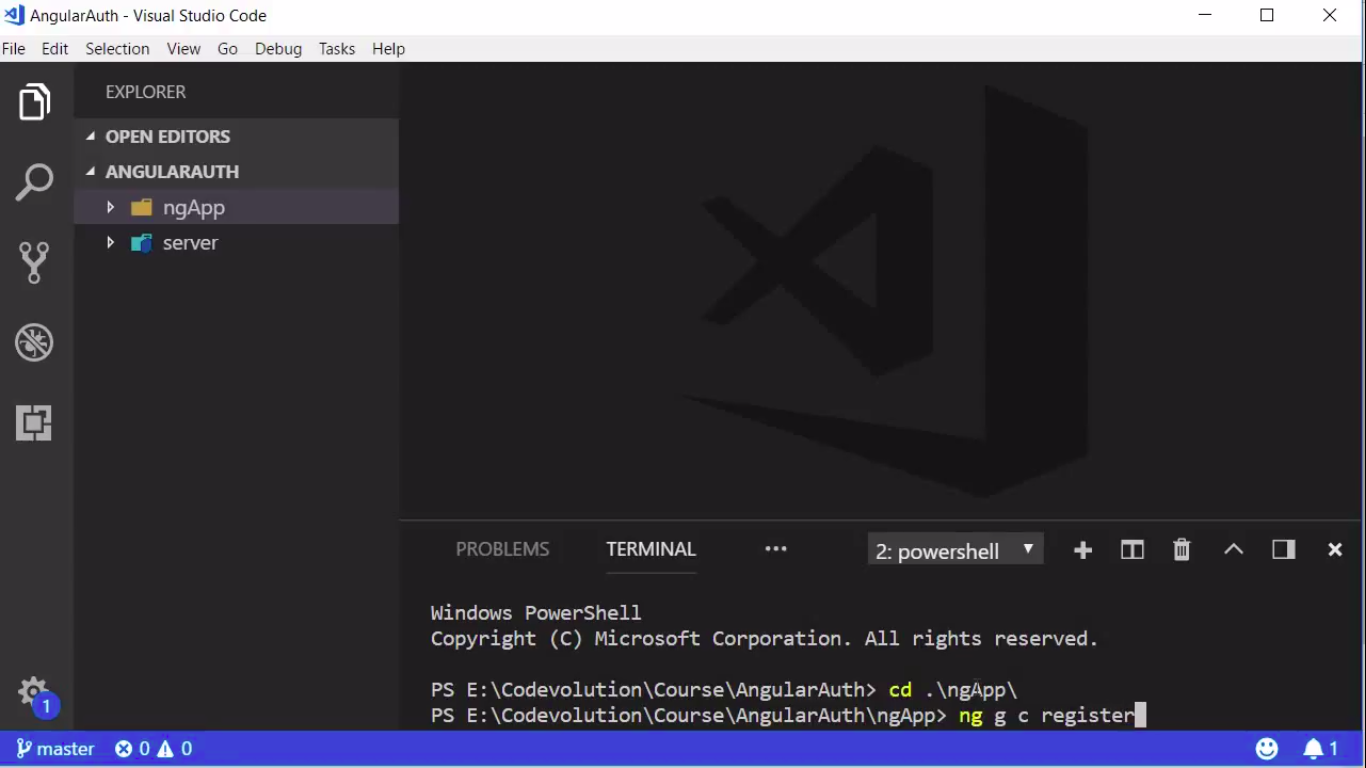 AngularAuth - Visual Studio Code
File Edit Selection View Go Debug Tasks Help
EXPLORER
OPEN EDITORS
ANGULARAUTH
ngApp
server
PROBLEMS TERMINAL ••• 2: powershell
Windows PowerShell
Copyright (C) Microsoft Corporation. All rights reserved.
PS E:\Codevolution\Course\AngularAuth> cd .\ngApp\
PS E:\Codevolution\Course\AngularAuth\ngApp> ng g c register
1
master 0 0 1